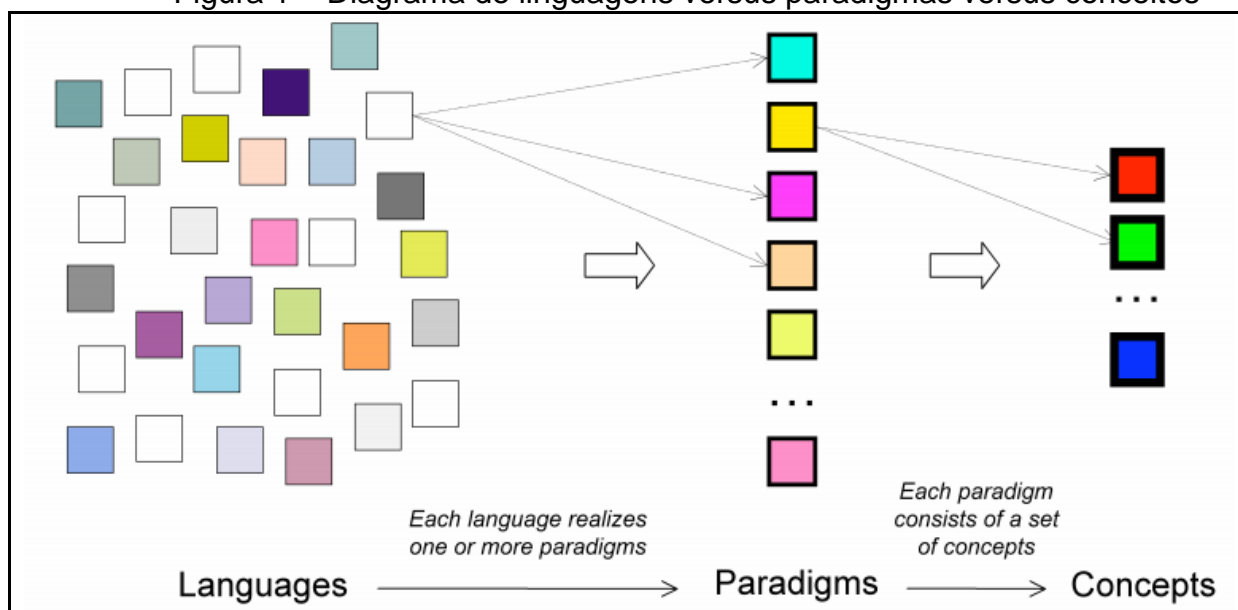 Figura 1 – Diagrama de linguagens versus paradigmas versus conceitos
...
...
Each language realizes
one or more paradigms
Each paradigm
consists of a set
of concepts
Languages
Paradigms
Concepts